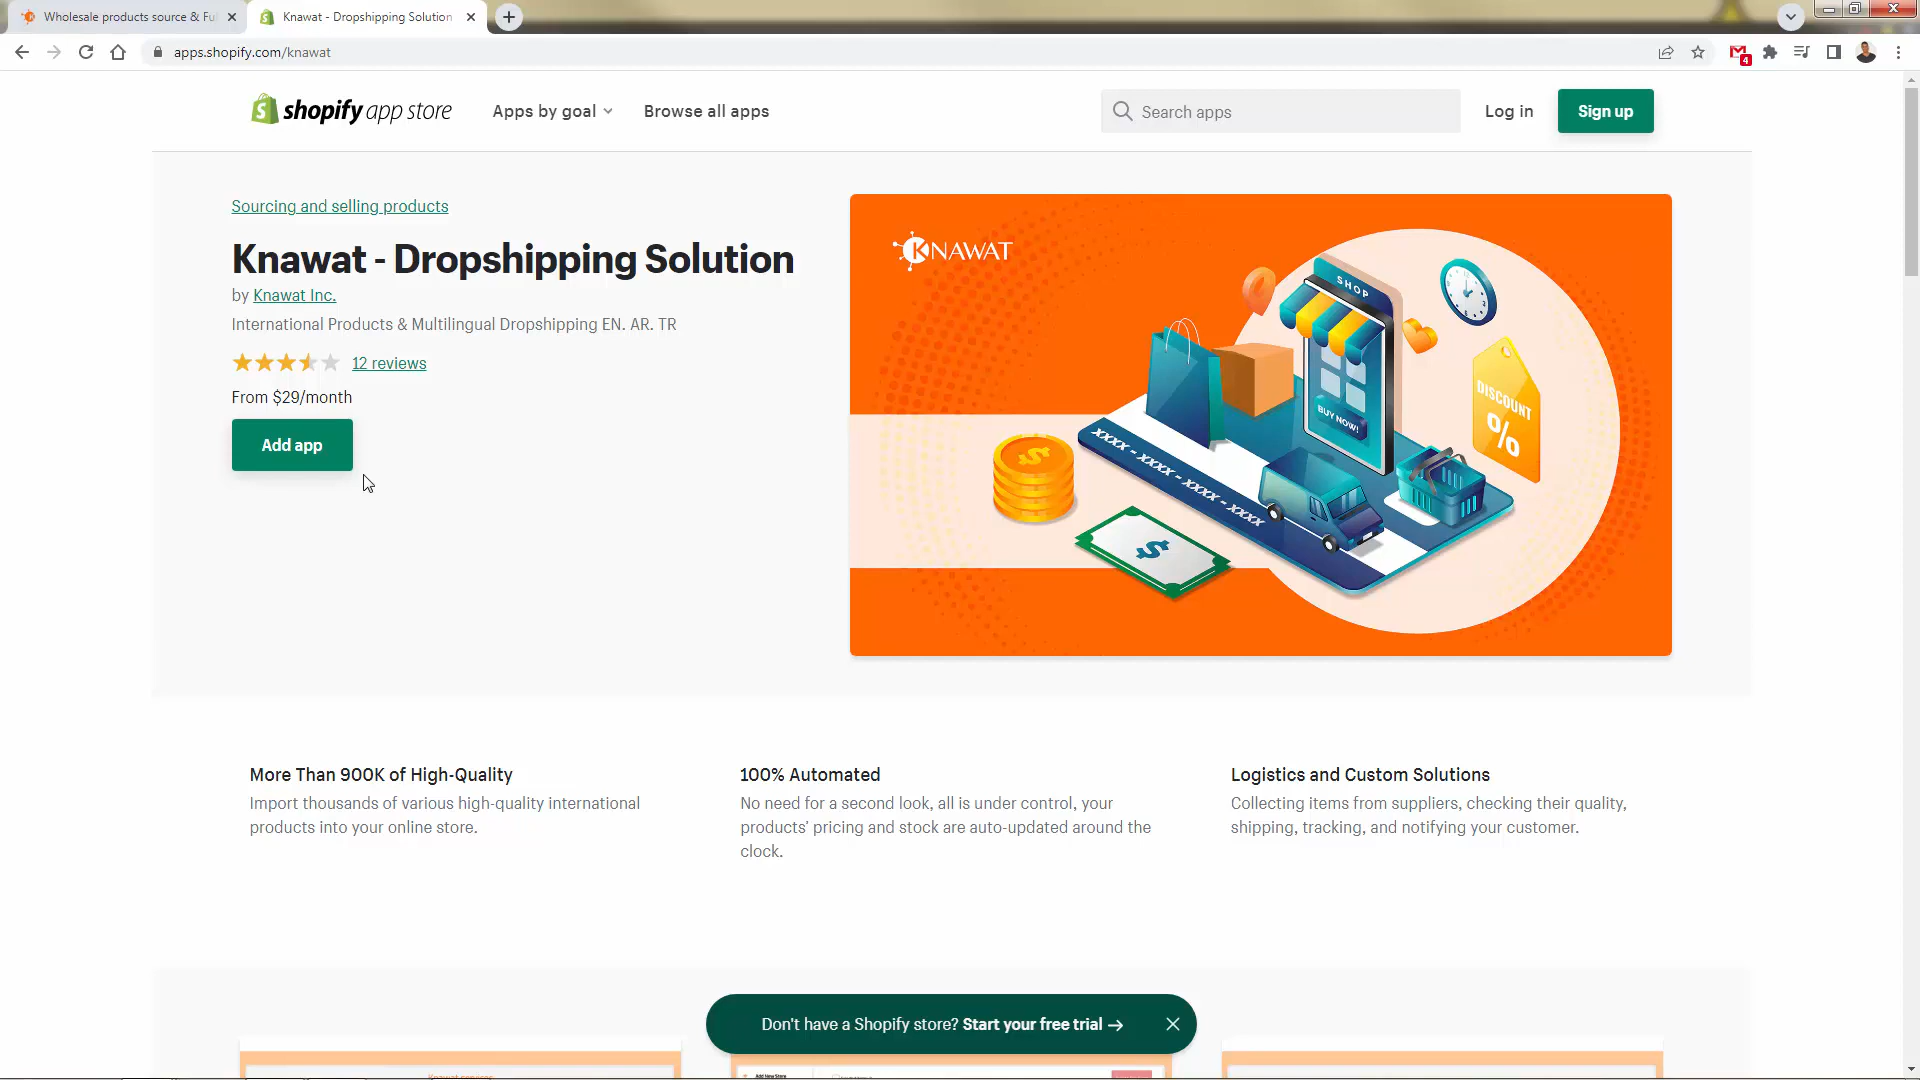 Wholesale products source & Fu
Knawat - Dropshipping Solution
apps.shopify.com/knawat
4
shopify app store
Apps by goal
Browse all apps
Search apps
Log in
Sign up
Sourcing and selling products
Knawat - Dropshipping Solution
by Knawat Inc.
International Products & Multilingual Dropshipping EN. AR. TR
12 reviews
From $29/month
Add app
KNAWAT
SHOP
BUY NOW!
DISCOUNT
%
XXXX - XXXX - XXXX - XXXX
$
$
More Than 900K of High-Quality
Import thousands of various high-quality international
products into your online store.
100% Automated
No need for a second look, all is under control, your
products' pricing and stock are auto-updated around the
clock.
Logistics and Custom Solutions
Collecting items from suppliers, checking their quality,
shipping, tracking, and notifying your customer.
Don't have a Shopify store? Start your free trial →
Knawat services
Add New Store